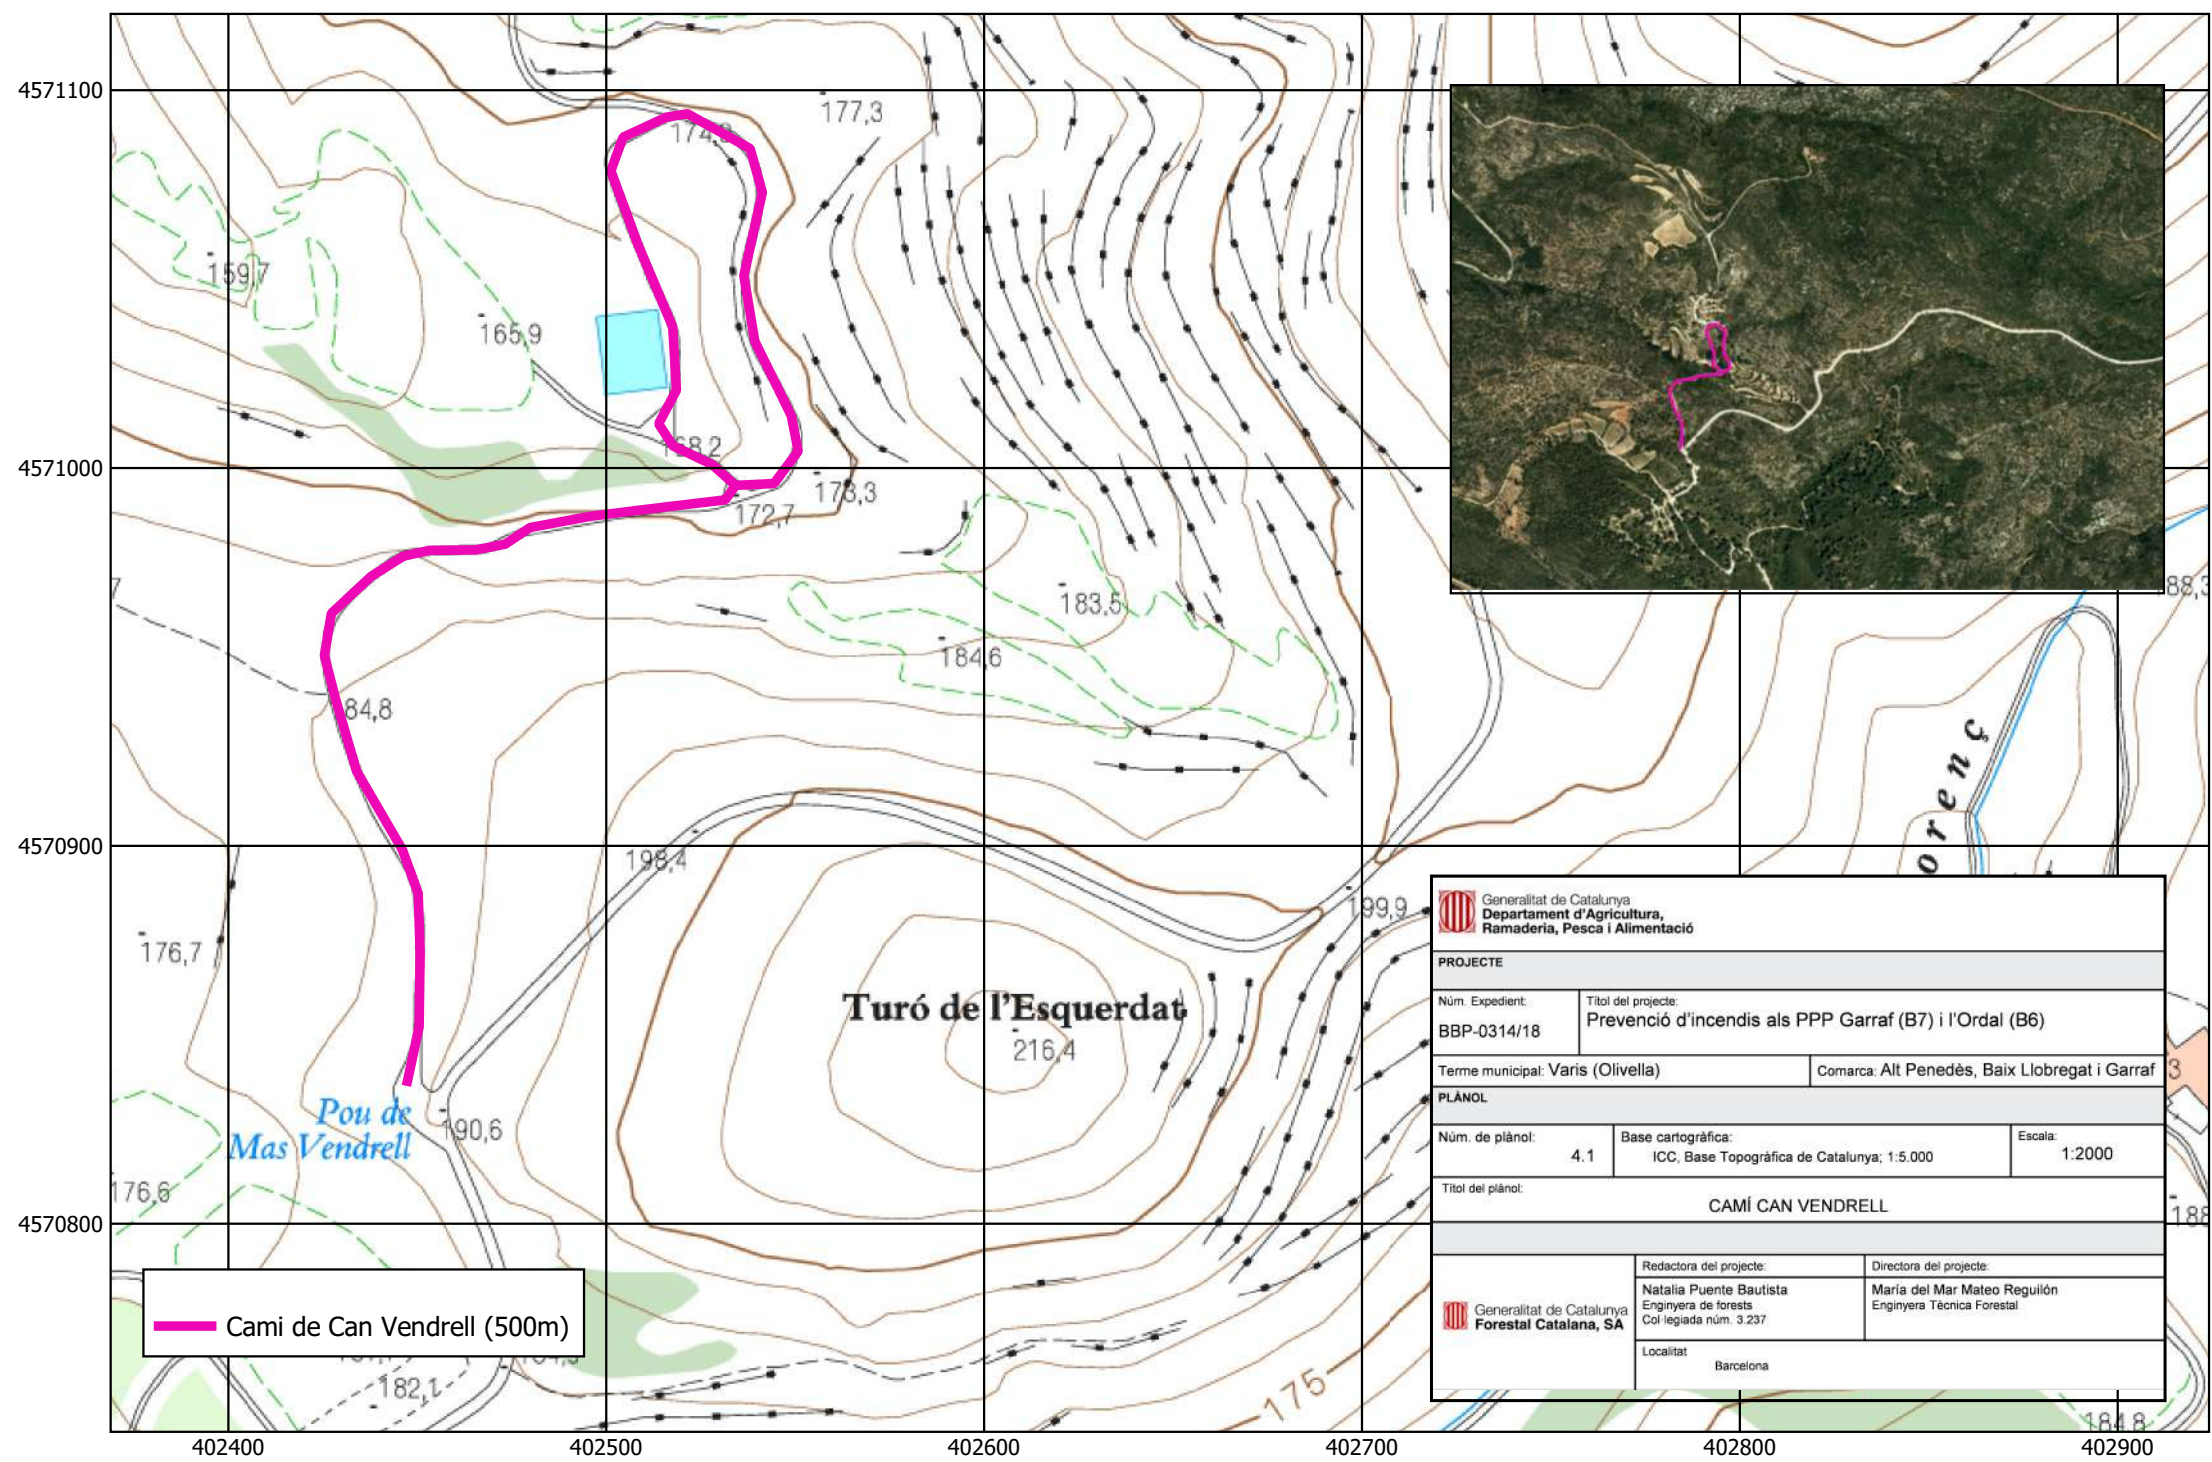 4571100
177,3
174,3
159,7
165,9
168,2
4571000
173,3
172,7
183,5
88,3
184,6
84,8
4570900
198,4
199,9
176,7
orenç
Turó de l'Esquerdat
216,4
Pou de
Mas Vendrell
190,6
176,6
4570800
188
3
Cami de Can Vendrell (500m)
182,1
175
184,8
402400
402500
402600
402700
402800
402900
Generalitat de Catalunya
Departament d'Agricultura,
Ramaderia, Pesca i Alimentació
PROJECTE
Núm. Expedient:
BBP-0314/18
Títol del projecte:
Prevenció d'incendis als PPP Garraf (B7) i l'Ordal (B6)
Terme municipal: Varis (Olivella)
Comarca: Alt Penedès, Baix Llobregat i Garraf
PLÀNOL
Núm. de plànol:
4.1
Base cartogràfica:
ICC, Base Topogràfica de Catalunya; 1:5.000
Escala:
1:2000
Títol del plànol:
CAMÍ CAN VENDRELL
Generalitat de Catalunya
Forestal Catalana, SA
Redactora del projecte:
Natalia Puente Bautista
Enginyera de forests
Col·legiada núm. 3.237
Directora del projecte:
María del Mar Mateo Reguilón
Enginyera Tècnica Forestal
Localitat
Barcelona